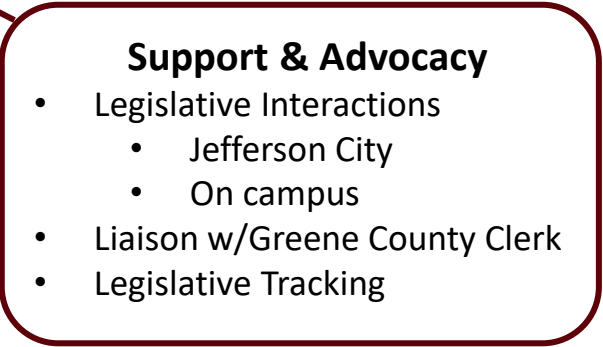 Support & Advocacy
• Legislative Interactions
• Jefferson City
• On campus
• Liaison w/Greene County Clerk
• Legislative Tracking